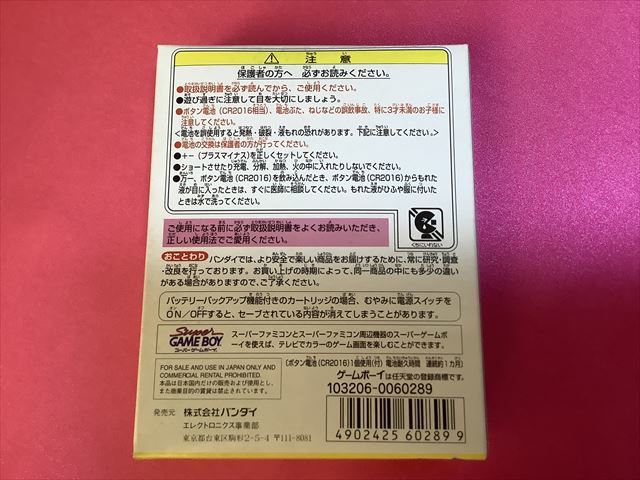 注意
保護者の方へ 必ずお読みください。
●取扱説明書を必ず読んでから、ご使用ください。
●遊び過ぎに注意して目を大切にしましょう。
●ボタン電池(CR2016相当)、電池ぶた、ねじなどの誤飲事故、特に3才未満のお子様に
注意してください。
<電池を誤使用すると発熱・破裂・液もれの恐れがあります。下記に注意してください。>
●電池の交換は保護者の方が行ってください。
●+-(プラスマイナス)を正しくセットしてください。
●ショートさせたり充電、分解、加熱、火の中に入れたりしないでください。
●万一、ボタン電池(CR2016)を飲み込んだとき、ボタン電池(CR2016)からもれた
液が目に入ったときは、すぐに医師に相談してください。もれた液がひふや服に付いた
ときは水で洗ってください。
くちにいれない
ご使用になる前に必ず取扱説明書をよくお読みいただき、
正しい使用法でご愛用ください。
おことわり バンダイでは、より安全で楽しい商品をお届けするために、常に研究・調査
・改良を行っております。お買い上げの時期によって、同一商品の中にも多少の違い
がある場合がありますので、ご了承ください。
バッテリーバックアップ機能付きのカートリッジの場合、むやみに電源スイッチを
ON/OFFすると、セーブされている内容が消えてしまうことがあります。
Super
GAME BOY
スーパーゲームボーイ
スーパーファミコンとスーパーファミコン周辺機器のスーパーゲームボー
イを使えば、テレビでカラーのゲーム画面を楽しむことができます。
(ボタン電池(CR2016)1個使用(付) 電池耐久時間 連続約1カ月)
ゲームボーイは任天堂の登録商標です。
FOR SALE AND USE IN JAPAN ONLY AND
COMMERCIAL RENTAL PROHIBITED.
本品は日本国内だけの販売および使用とし、
また商業目的の賃貸は禁止されています。
103206-0060289
発売元 株式会社バンダイ
エレクトロニクス事業部
東京都台東区駒形2-5-4 〒111-8081
4902425602899